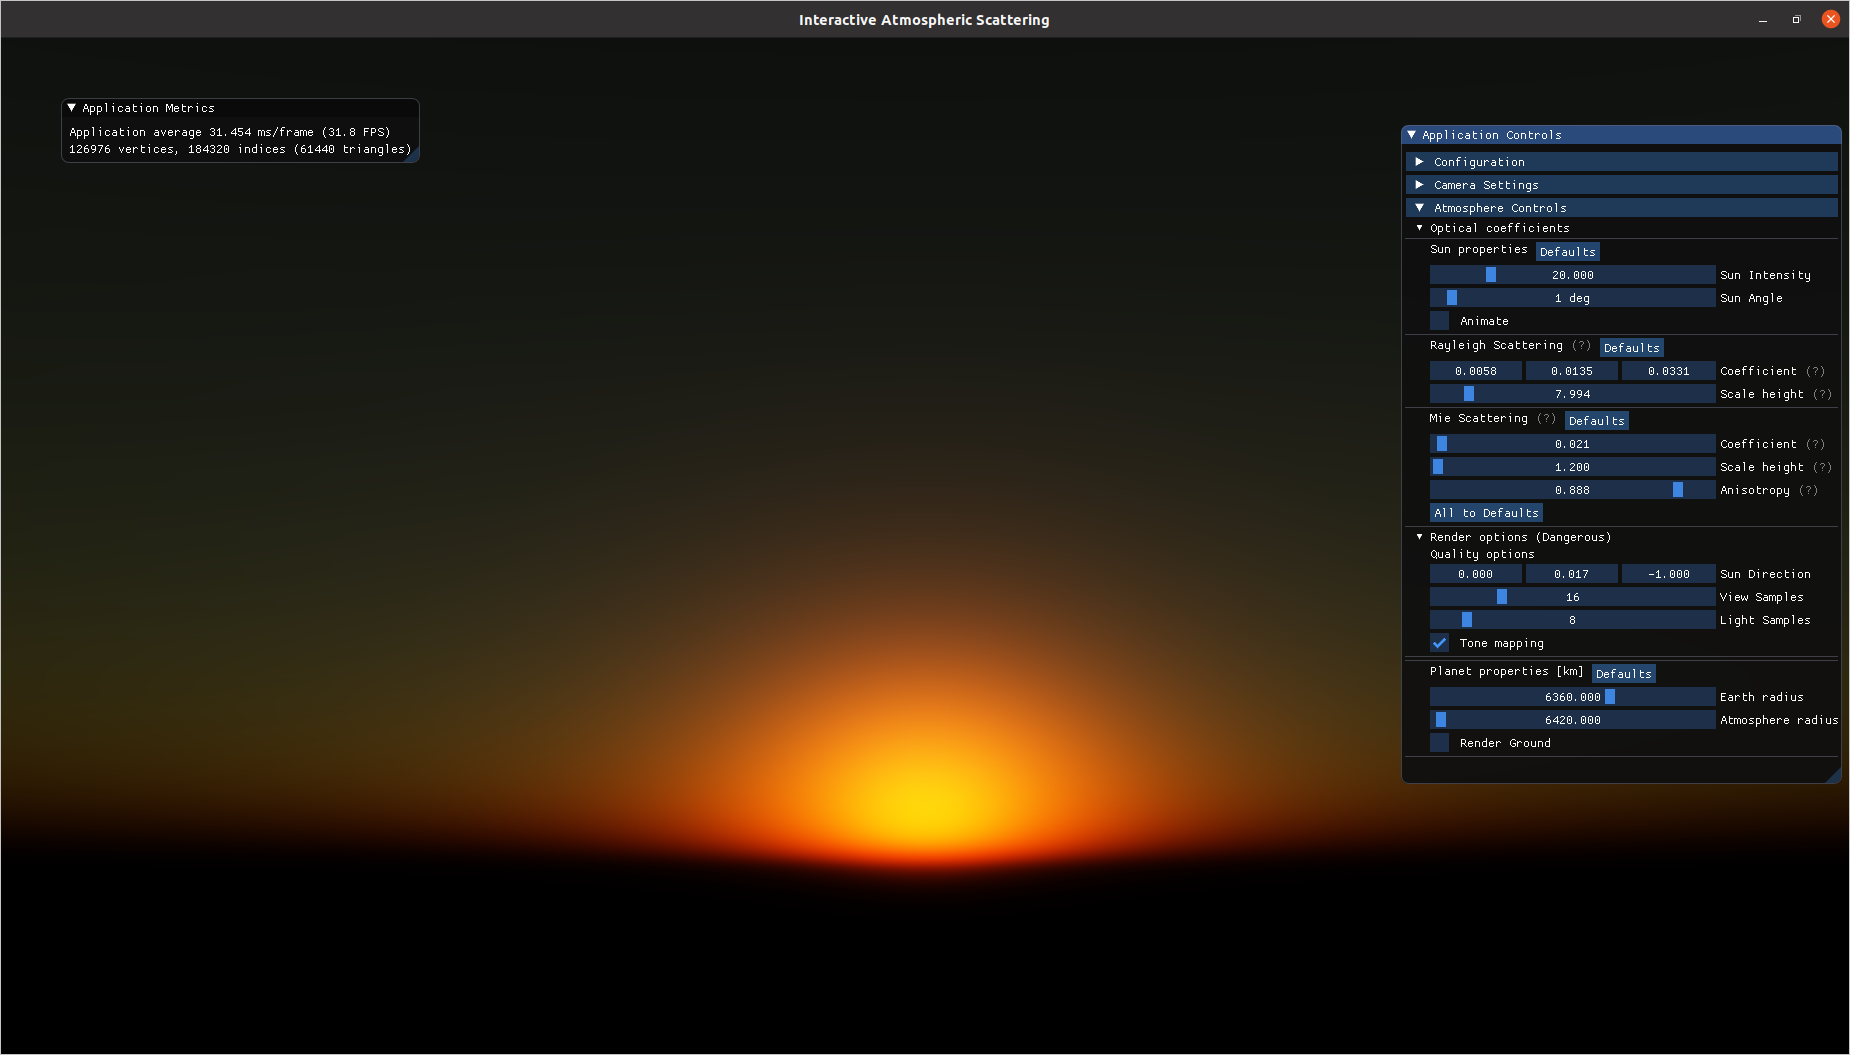 Interactive Atmospheric Scattering
Application Metrics
Application average 31.454 ms/frame (31.8 FPS)
126976 vertices, 184320 indices (61440 triangles)
Application Controls
Configuration
Camera Settings
Atmosphere Controls
Optical coefficients
Sun properties Defaults
20.000 Sun Intensity
1 deg Sun Angle
Animate
Rayleigh Scattering (?) Defaults
0.0058 0.0135 0.0331 Coefficient (?)
7.994 Scale height (?)
Mie Scattering (?) Defaults
0.021 Coefficient (?)
1.200 Scale height (?)
0.888 Anisotropy (?)
All to Defaults
Render options (Dangerous)
Quality options
0.000 0.017 -1.000 Sun Direction
16 View Samples
8 Light Samples
Tone mapping
Planet properties [km] Defaults
6360.000 Earth radius
6420.000 Atmosphere radius
Render Ground